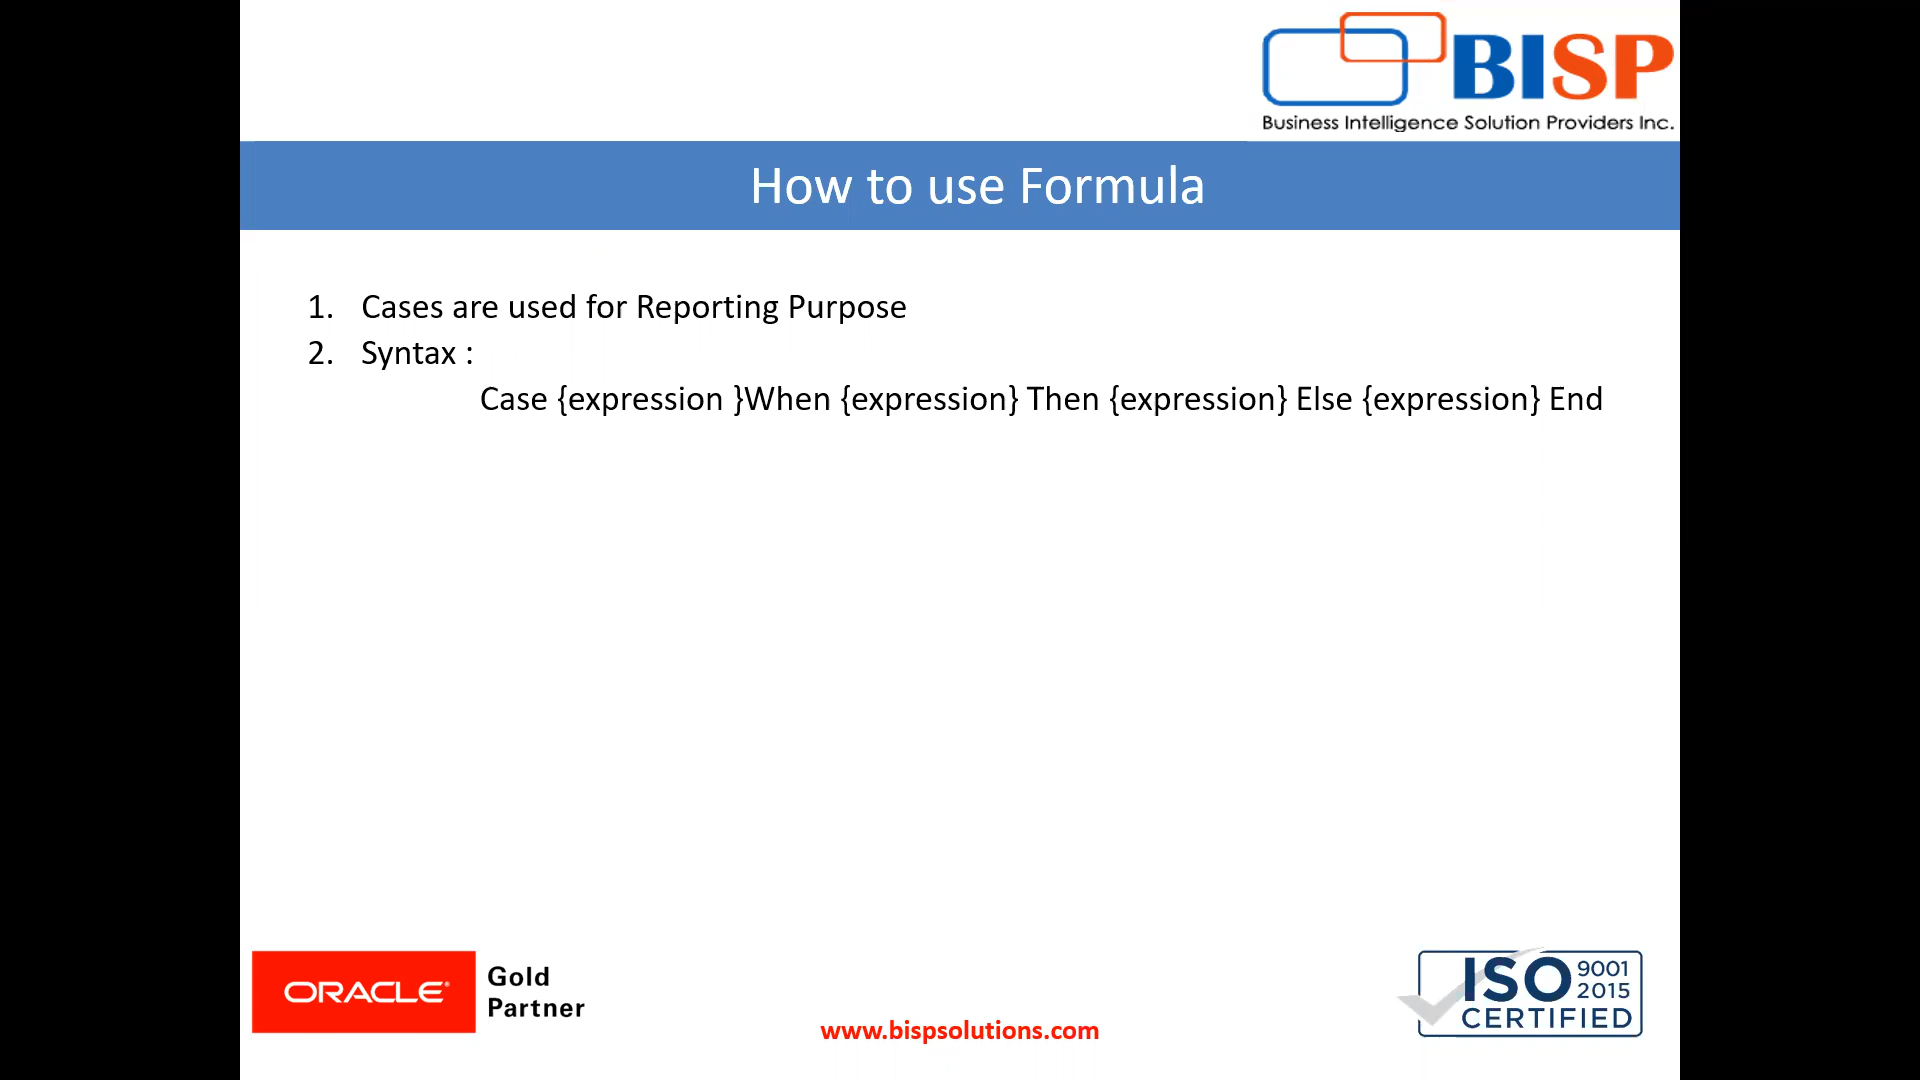 BISP
Business Intelligence Solution Providers Inc.
How to use Formula
1. Cases are used for Reporting Purpose
2. Syntax :
Case {expression }When {expression} Then {expression} Else {expression} End
ORACLE® Gold Partner
www.bispsolutions.com
ISO 9001 2015 CERTIFIED